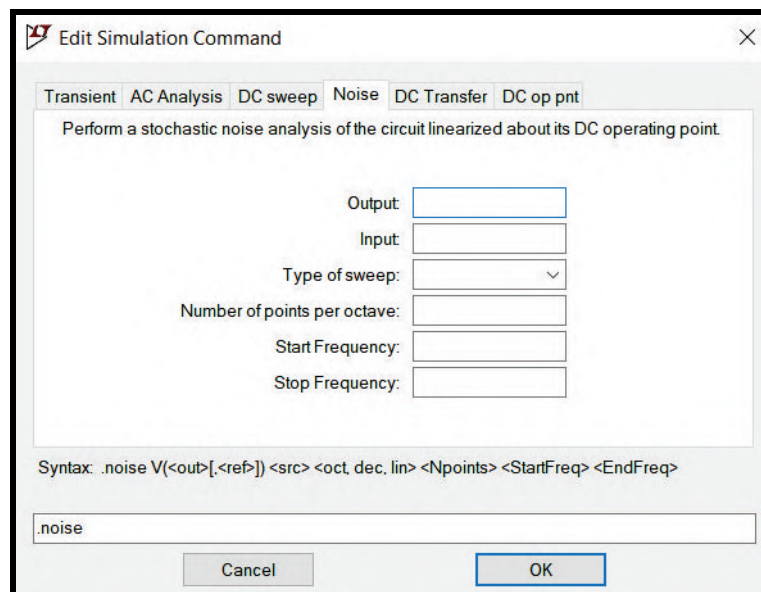 Edit Simulation Command
Transient AC Analysis DC sweep Noise DC Transfer DC op pnt
Perform a stochastic noise analysis of the circuit linearized about its DC operating point.
Output:
Input:
Type of sweep:
Number of points per octave:
Start Frequency:
Stop Frequency:
Syntax: .noise V(<out>[,<ref>]) <src> <oct, dec, lin> <Npoints> <StartFreq> <EndFreq>
.noise
Cancel OK